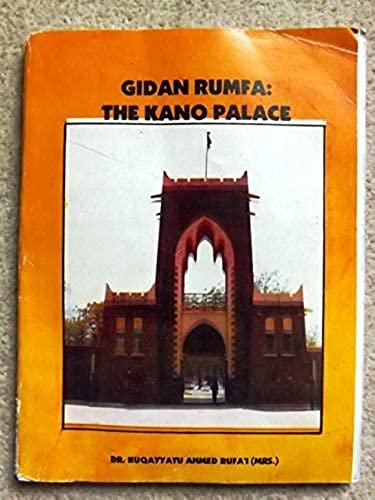 GIDAN RUMFA:
THE KANO PALACE
DR. RUQAYYATU AHMED RUFA'I (MRS.)